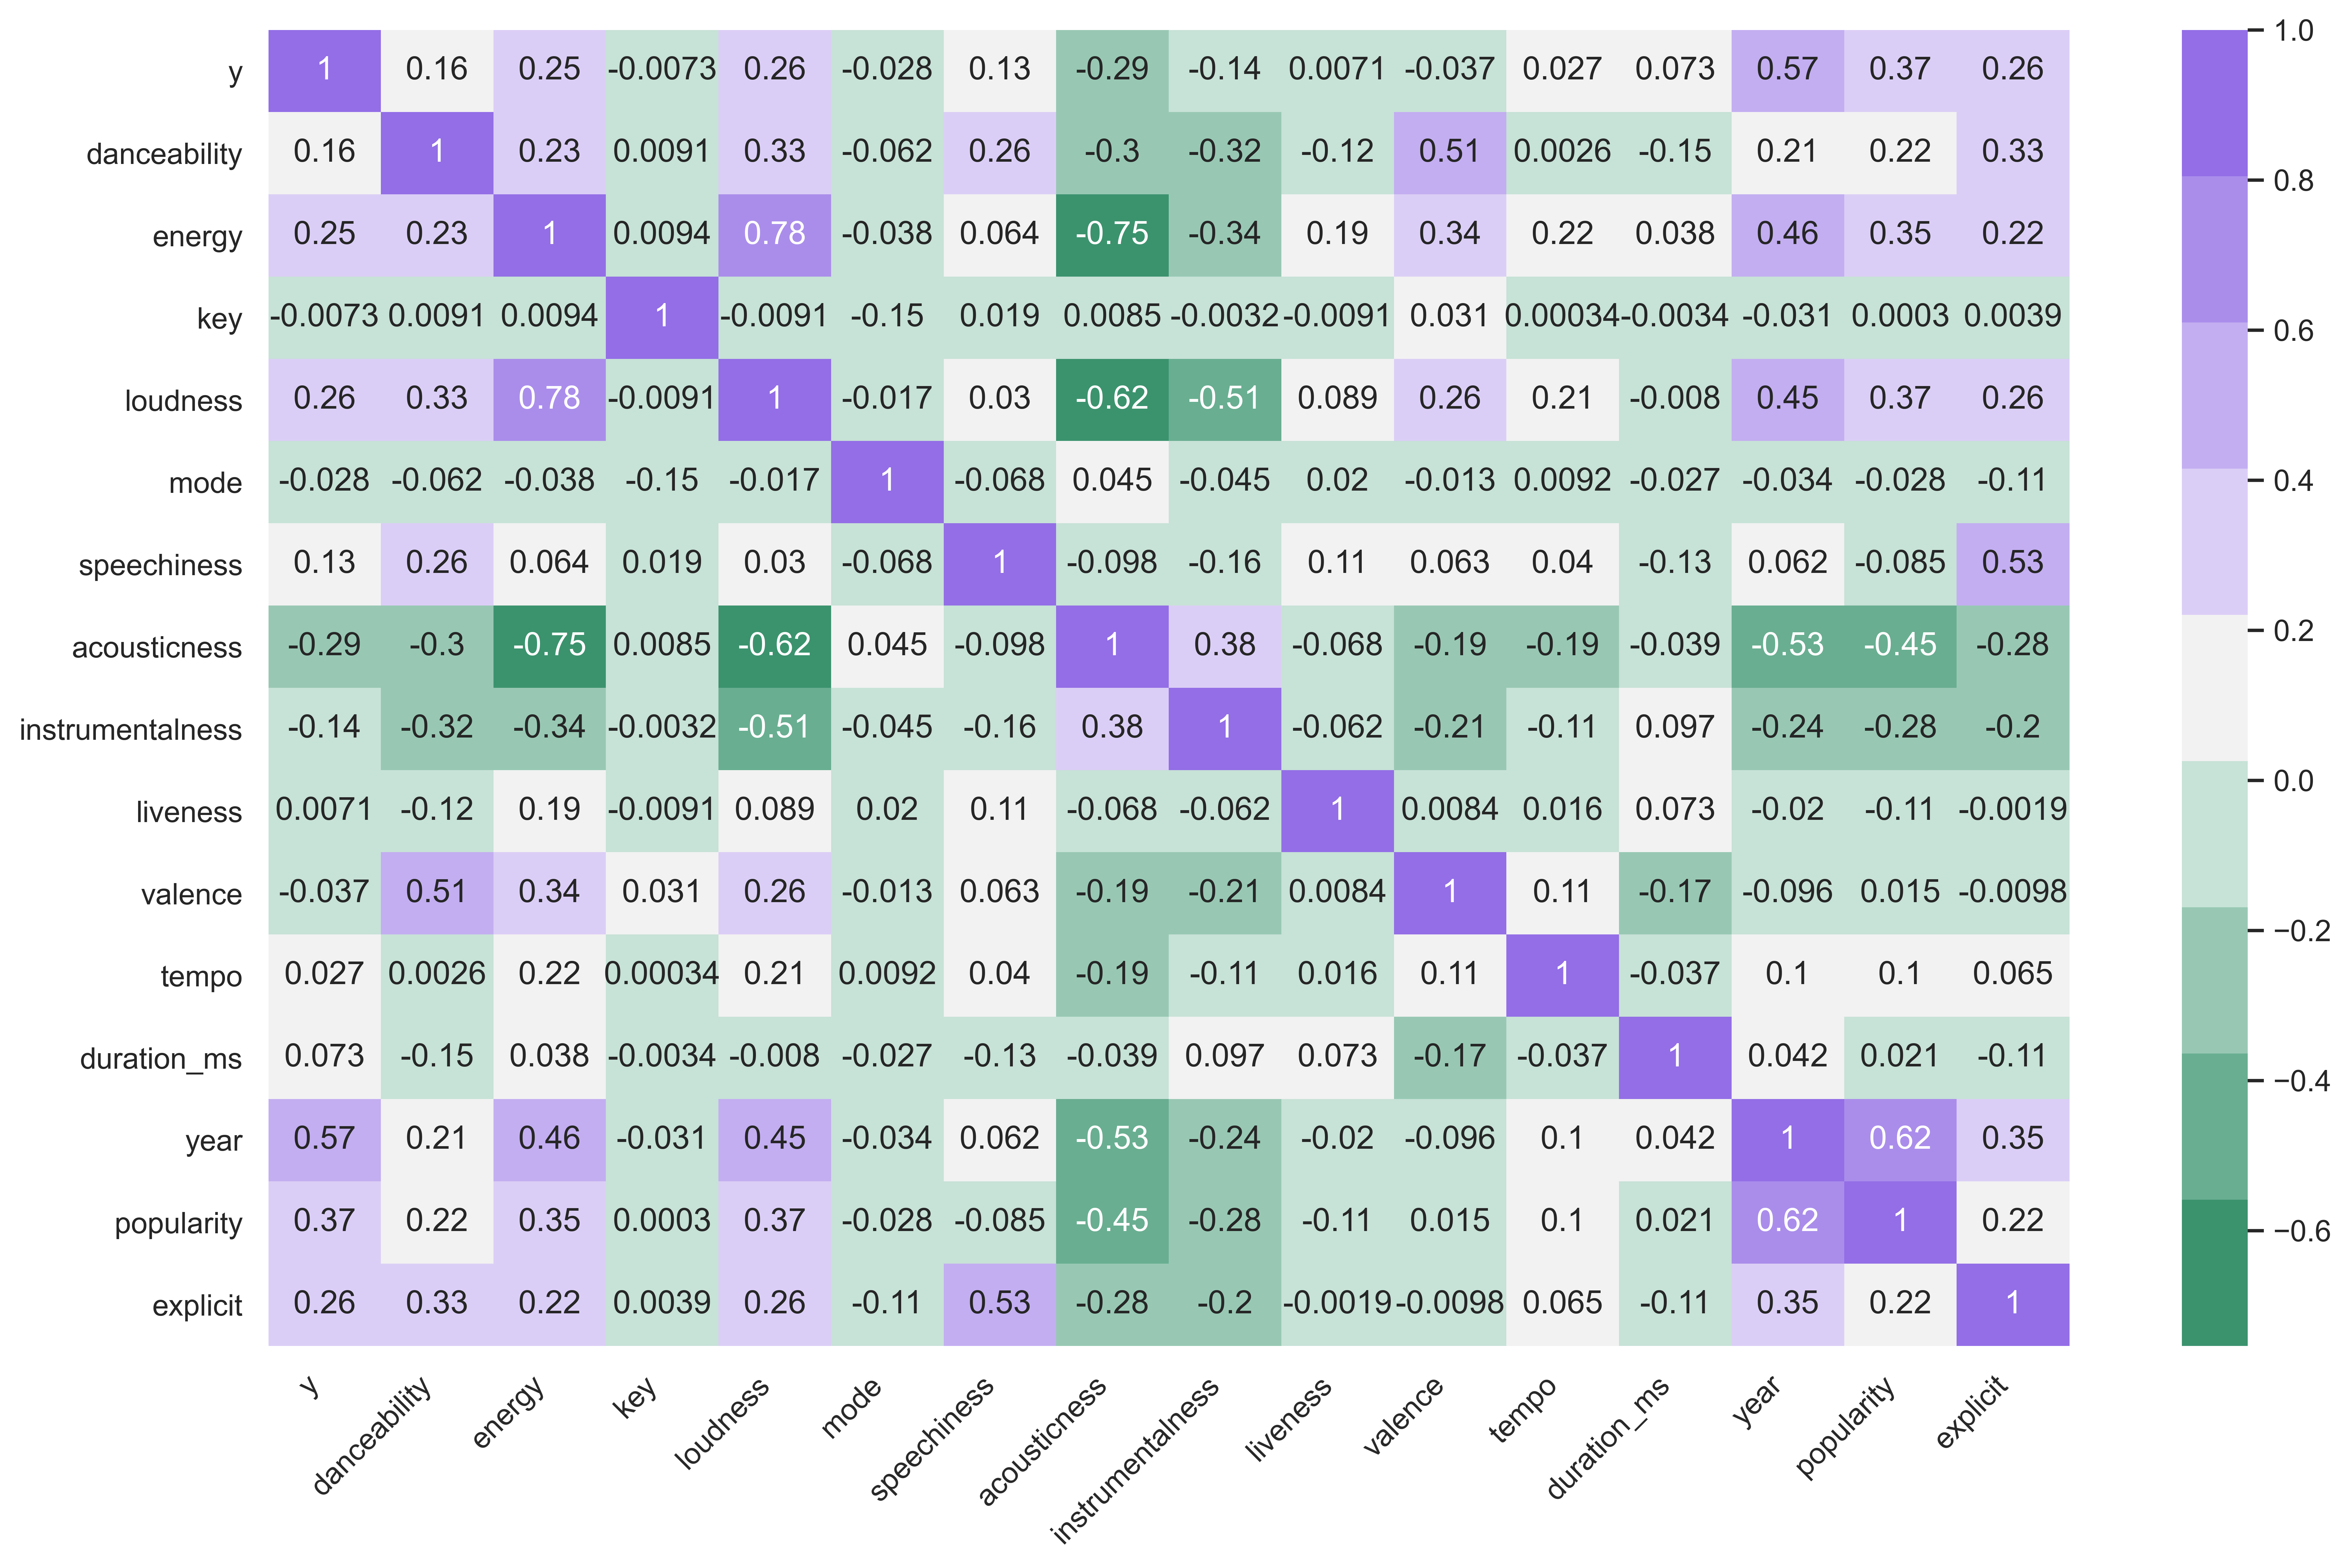 y 1 0.16 0.25 -0.0073 0.26 -0.028 0.13 -0.29 -0.14 0.0071 -0.037 0.027 0.073 0.57 0.37 0.26
danceability 0.16 1 0.23 0.0091 0.33 -0.062 0.26 -0.3 -0.32 -0.12 0.51 0.0026 -0.15 0.21 0.22 0.33
energy 0.25 0.23 1 0.0094 0.78 -0.038 0.064 -0.75 -0.34 0.19 0.34 0.22 0.038 0.46 0.35 0.22
key -0.0073 0.0091 0.0094 1 -0.0091 -0.15 0.019 0.0085 -0.0032 -0.0091 0.031 0.00034 -0.0034 -0.031 0.0003 0.0039
loudness 0.26 0.33 0.78 -0.0091 1 -0.017 0.03 -0.62 -0.51 0.089 0.26 0.21 -0.008 0.45 0.37 0.26
mode -0.028 -0.062 -0.038 -0.15 -0.017 1 -0.068 0.045 -0.045 0.02 -0.013 0.0092 -0.027 -0.034 -0.028 -0.11
speechiness 0.13 0.26 0.064 0.019 0.03 -0.068 1 -0.098 -0.16 0.11 0.063 0.04 -0.13 0.062 -0.085 0.53
acousticness -0.29 -0.3 -0.75 0.0085 -0.62 0.045 -0.098 1 0.38 -0.068 -0.19 -0.19 -0.039 -0.53 -0.45 -0.28
instrumentalness -0.14 -0.32 -0.34 -0.0032 -0.51 -0.045 -0.16 0.38 1 -0.062 -0.21 -0.11 0.097 -0.24 -0.28 -0.2
liveness 0.0071 -0.12 0.19 -0.0091 0.089 0.02 0.11 -0.068 -0.062 1 0.0084 0.016 0.073 -0.02 -0.11 -0.0019
valence -0.037 0.51 0.34 0.031 0.26 -0.013 0.063 -0.19 -0.21 0.0084 1 0.11 -0.17 -0.096 0.015 -0.0098
tempo 0.027 0.0026 0.22 0.00034 0.21 0.0092 0.04 -0.19 -0.11 0.016 0.11 1 -0.037 0.1 0.1 0.065
duration_ms 0.073 -0.15 0.038 -0.0034 -0.008 -0.027 -0.13 -0.039 0.097 0.073 -0.17 -0.037 1 0.042 0.021 -0.11
year 0.57 0.21 0.46 -0.031 0.45 -0.034 0.062 -0.53 -0.24 -0.02 -0.096 0.1 0.042 1 0.62 0.35
popularity 0.37 0.22 0.35 0.0003 0.37 -0.028 -0.085 -0.45 -0.28 -0.11 0.015 0.1 0.021 0.62 1 0.22
explicit 0.26 0.33 0.22 0.0039 0.26 -0.11 0.53 -0.28 -0.2 -0.0019 -0.0098 0.065 -0.11 0.35 0.22 1
y danceability energy key loudness mode speechiness acousticness instrumentalness liveness valence tempo duration_ms year popularity explicit
1.0
0.8
0.6
0.4
0.2
0.0
−0.2
−0.4
−0.6